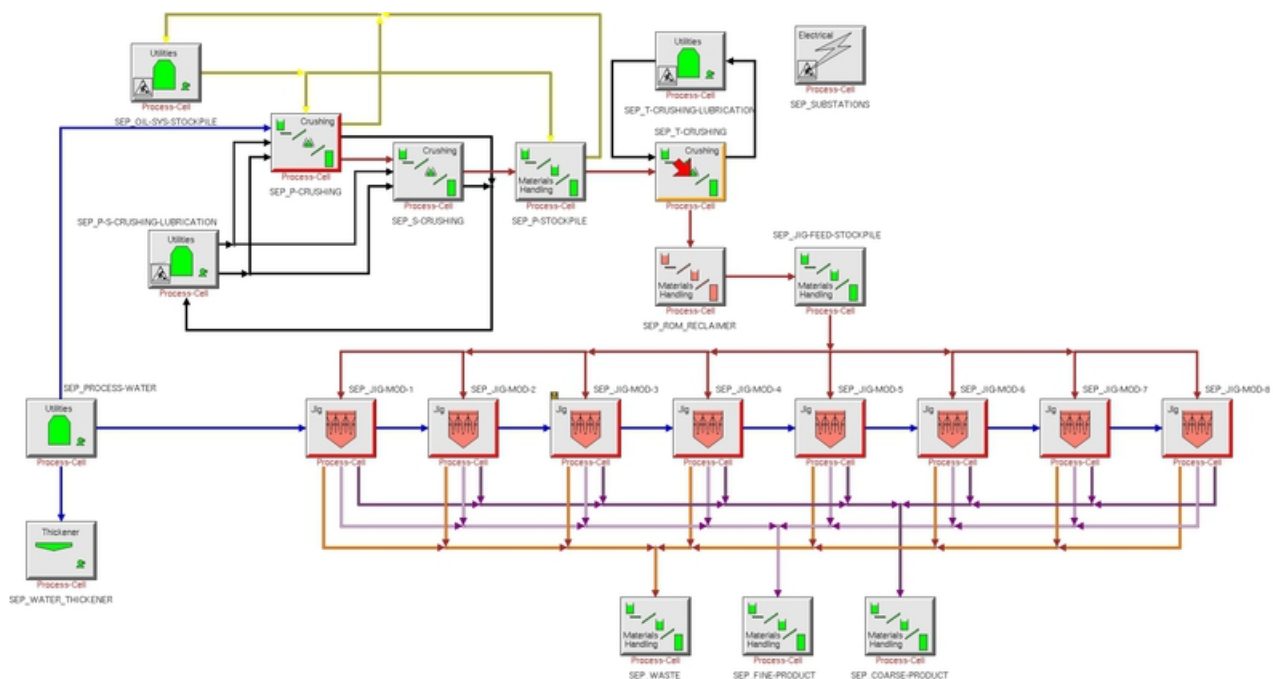 Utilities
Process-Cell
SEP_OIL-SYS-STOCKPILE
Utilities
Process-Cell
SEP_T-CRUSHING-LUBRICATION
Electrical
Process-Cell
SEP_SUBSTATIONS
Crushing
Process-Cell
SEP_P-CRUSHING
Crushing
Process-Cell
SEP_S-CRUSHING
Materials
Handling
Process-Cell
SEP_P-STOCKPILE
SEP_T-CRUSHING
Crushing
Process-Cell
SEP_P-S-CRUSHING-LUBRICATION
Utilities
Process-Cell
Materials
Handling
Process-Cell
SEP_ROM_RECLAIMER
SEP_JIG-FEED-STOCKPILE
Materials
Handling
Process-Cell
SEP_PROCESS-WATER
Utilities
Process-Cell
SEP_JIG-MOD-1
Jig
Process-Cell
SEP_JIG-MOD-2
Jig
Process-Cell
SEP_JIG-MOD-3
Jig
Process-Cell
SEP_JIG-MOD-4
Jig
Process-Cell
SEP_JIG-MOD-5
Jig
Process-Cell
SEP_JIG-MOD-6
Jig
Process-Cell
SEP_JIG-MOD-7
Jig
Process-Cell
SEP_JIG-MOD-8
Jig
Process-Cell
Thickener
Process-Cell
SEP_WATER_THICKENER
Materials
Handling
Process-Cell
SEP_WASTE
Materials
Handling
Process-Cell
SEP_FINE-PRODUCT
Materials
Handling
Process-Cell
SEP_COARSE-PRODUCT